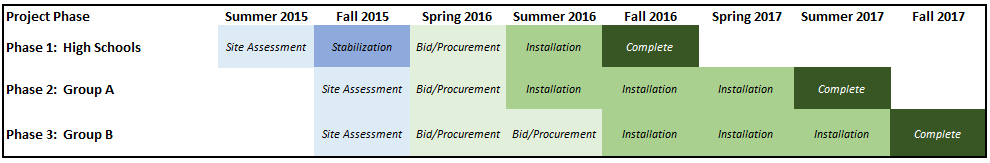 Project Phase Summer 2015 Fall 2015 Spring 2016 Summer 2016 Fall 2016 Spring 2017 Summer 2017 Fall 2017
Phase 1: High Schools Site Assessment Stabilization Bid/Procurement Installation Complete
Phase 2: Group A Site Assessment Bid/Procurement Installation Installation Installation Complete
Phase 3: Group B Site Assessment Bid/Procurement Bid/Procurement Installation Installation Installation Complete